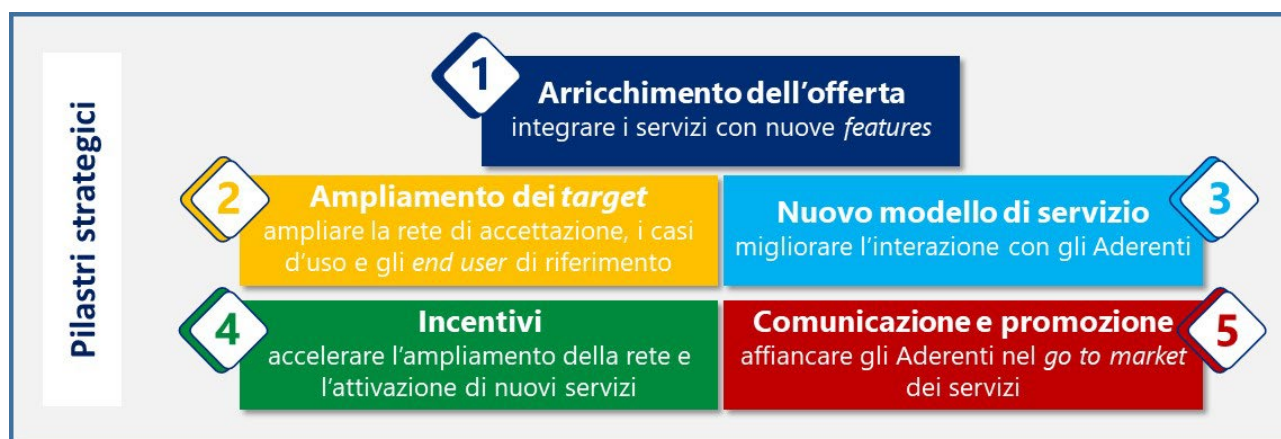 Pilastri strategici
1
Arricchimento dell'offerta
integrare i servizi con nuove features
2
Ampliamento dei target
ampliare la rete di accettazione, i casi
d'uso e gli end user di riferimento
3
Nuovo modello di servizio
migliorare l'interazione con gli Aderenti
4
Incentivi
accelerare l'ampliamento della rete e
l'attivazione di nuovi servizi
5
Comunicazione e promozione
affiancare gli Aderenti nel go to market
dei servizi